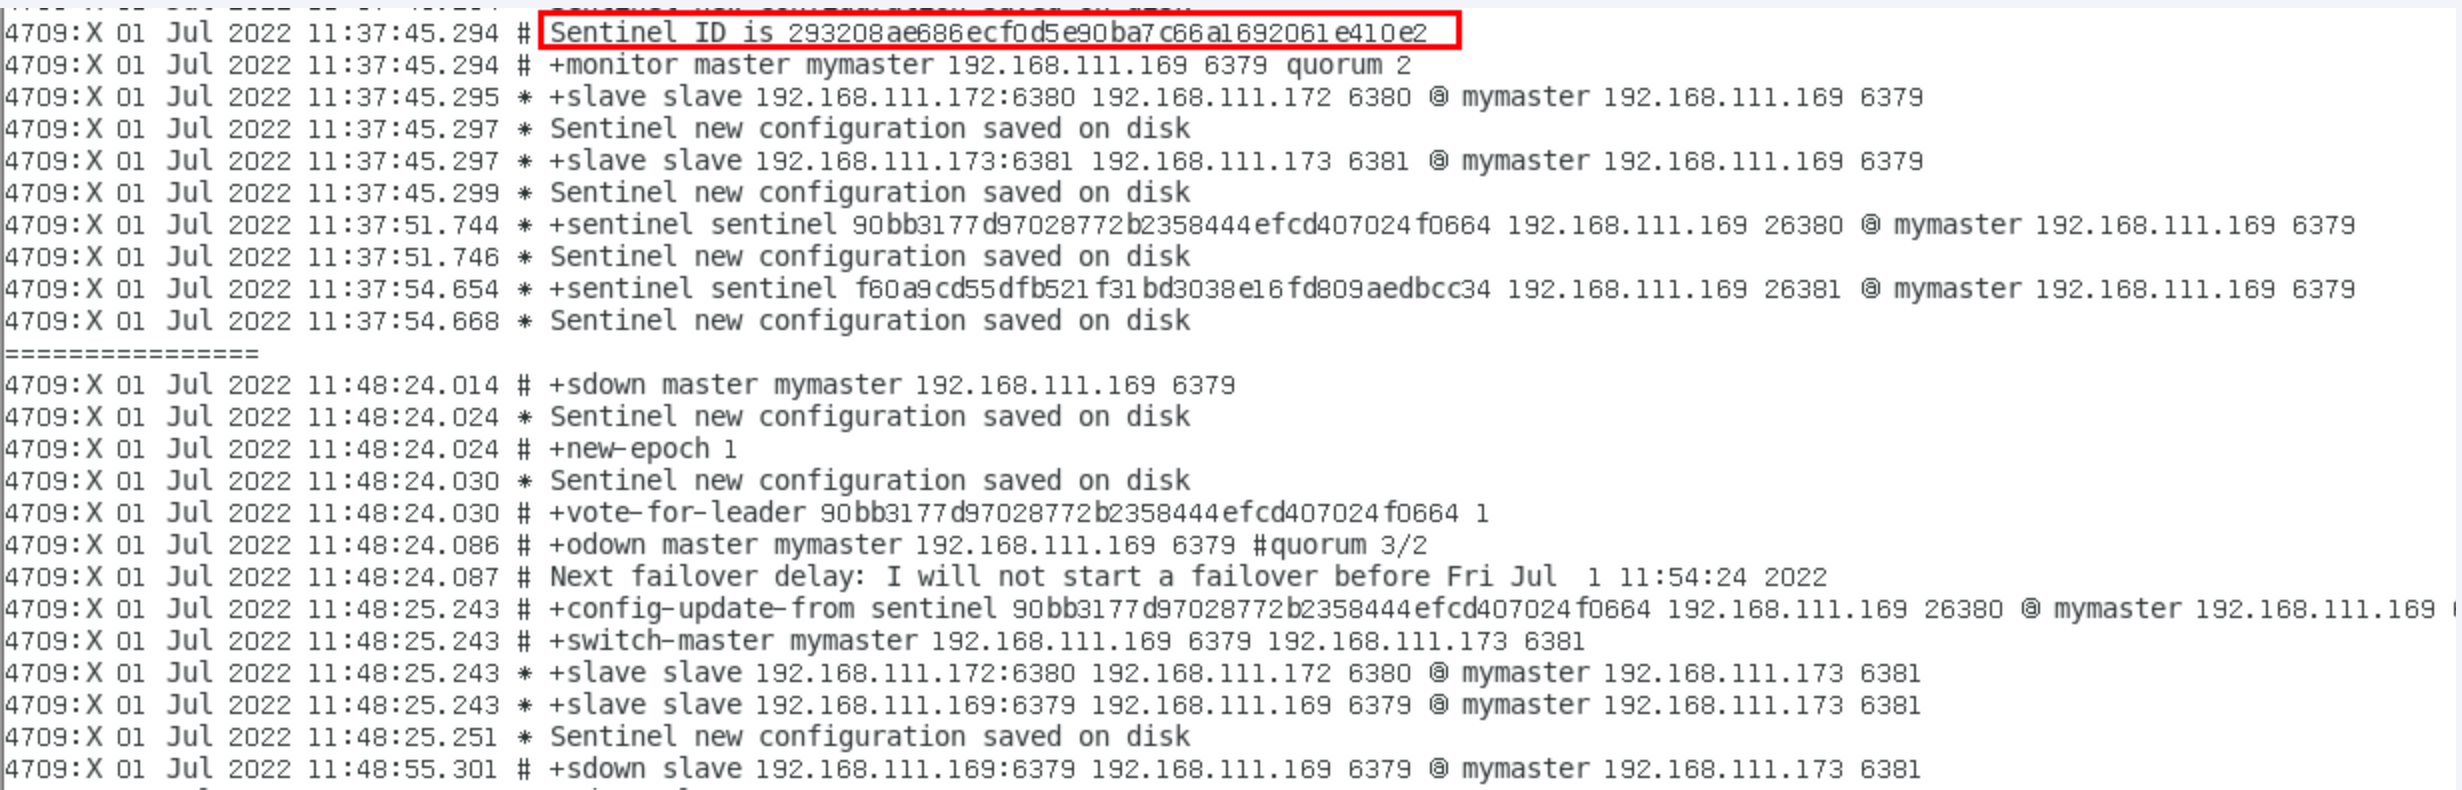 4709:X 01 Jul 2022 11:37:45.294 # Sentinel ID is 293208ae686ecf0d5e90ba7c66a1692061e410e2
4709:X 01 Jul 2022 11:37:45.294 # +monitor master mymaster 192.168.111.169 6379 quorum 2
4709:X 01 Jul 2022 11:37:45.295 * +slave slave 192.168.111.172:6380 192.168.111.172 6380 @ mymaster 192.168.111.169 6379
4709:X 01 Jul 2022 11:37:45.297 * Sentinel new configuration saved on disk
4709:X 01 Jul 2022 11:37:45.297 * +slave slave 192.168.111.173:6381 192.168.111.173 6381 @ mymaster 192.168.111.169 6379
4709:X 01 Jul 2022 11:37:45.299 * Sentinel new configuration saved on disk
4709:X 01 Jul 2022 11:37:51.744 * +sentinel sentinel 90bb3177d97028772b2358444efcd407024f0664 192.168.111.169 26380 @ mymaster 192.168.111.169 6379
4709:X 01 Jul 2022 11:37:51.746 * Sentinel new configuration saved on disk
4709:X 01 Jul 2022 11:37:54.654 * +sentinel sentinel f60a9cd55dfb521f31bd3038e16fd809aedbcc34 192.168.111.169 26381 @ mymaster 192.168.111.169 6379
4709:X 01 Jul 2022 11:37:54.668 * Sentinel new configuration saved on disk
================
4709:X 01 Jul 2022 11:48:24.014 # +sdown master mymaster 192.168.111.169 6379
4709:X 01 Jul 2022 11:48:24.024 * Sentinel new configuration saved on disk
4709:X 01 Jul 2022 11:48:24.024 # +new-epoch 1
4709:X 01 Jul 2022 11:48:24.030 * Sentinel new configuration saved on disk
4709:X 01 Jul 2022 11:48:24.030 # +vote-for-leader 90bb3177d97028772b2358444efcd407024f0664 1
4709:X 01 Jul 2022 11:48:24.086 # +odown master mymaster 192.168.111.169 6379 #quorum 3/2
4709:X 01 Jul 2022 11:48:24.087 # Next failover delay: I will not start a failover before Fri Jul  1 11:54:24 2022
4709:X 01 Jul 2022 11:48:25.243 # +config-update-from sentinel 90bb3177d97028772b2358444efcd407024f0664 192.168.111.169 26380 @ mymaster 192.168.111.169
4709:X 01 Jul 2022 11:48:25.243 # +switch-master mymaster 192.168.111.169 6379 192.168.111.173 6381
4709:X 01 Jul 2022 11:48:25.243 * +slave slave 192.168.111.172:6380 192.168.111.172 6380 @ mymaster 192.168.111.173 6381
4709:X 01 Jul 2022 11:48:25.243 * +slave slave 192.168.111.169:6379 192.168.111.169 6379 @ mymaster 192.168.111.173 6381
4709:X 01 Jul 2022 11:48:25.251 * Sentinel new configuration saved on disk
4709:X 01 Jul 2022 11:48:55.301 # +sdown slave 192.168.111.169:6379 192.168.111.169 6379 @ mymaster 192.168.111.173 6381